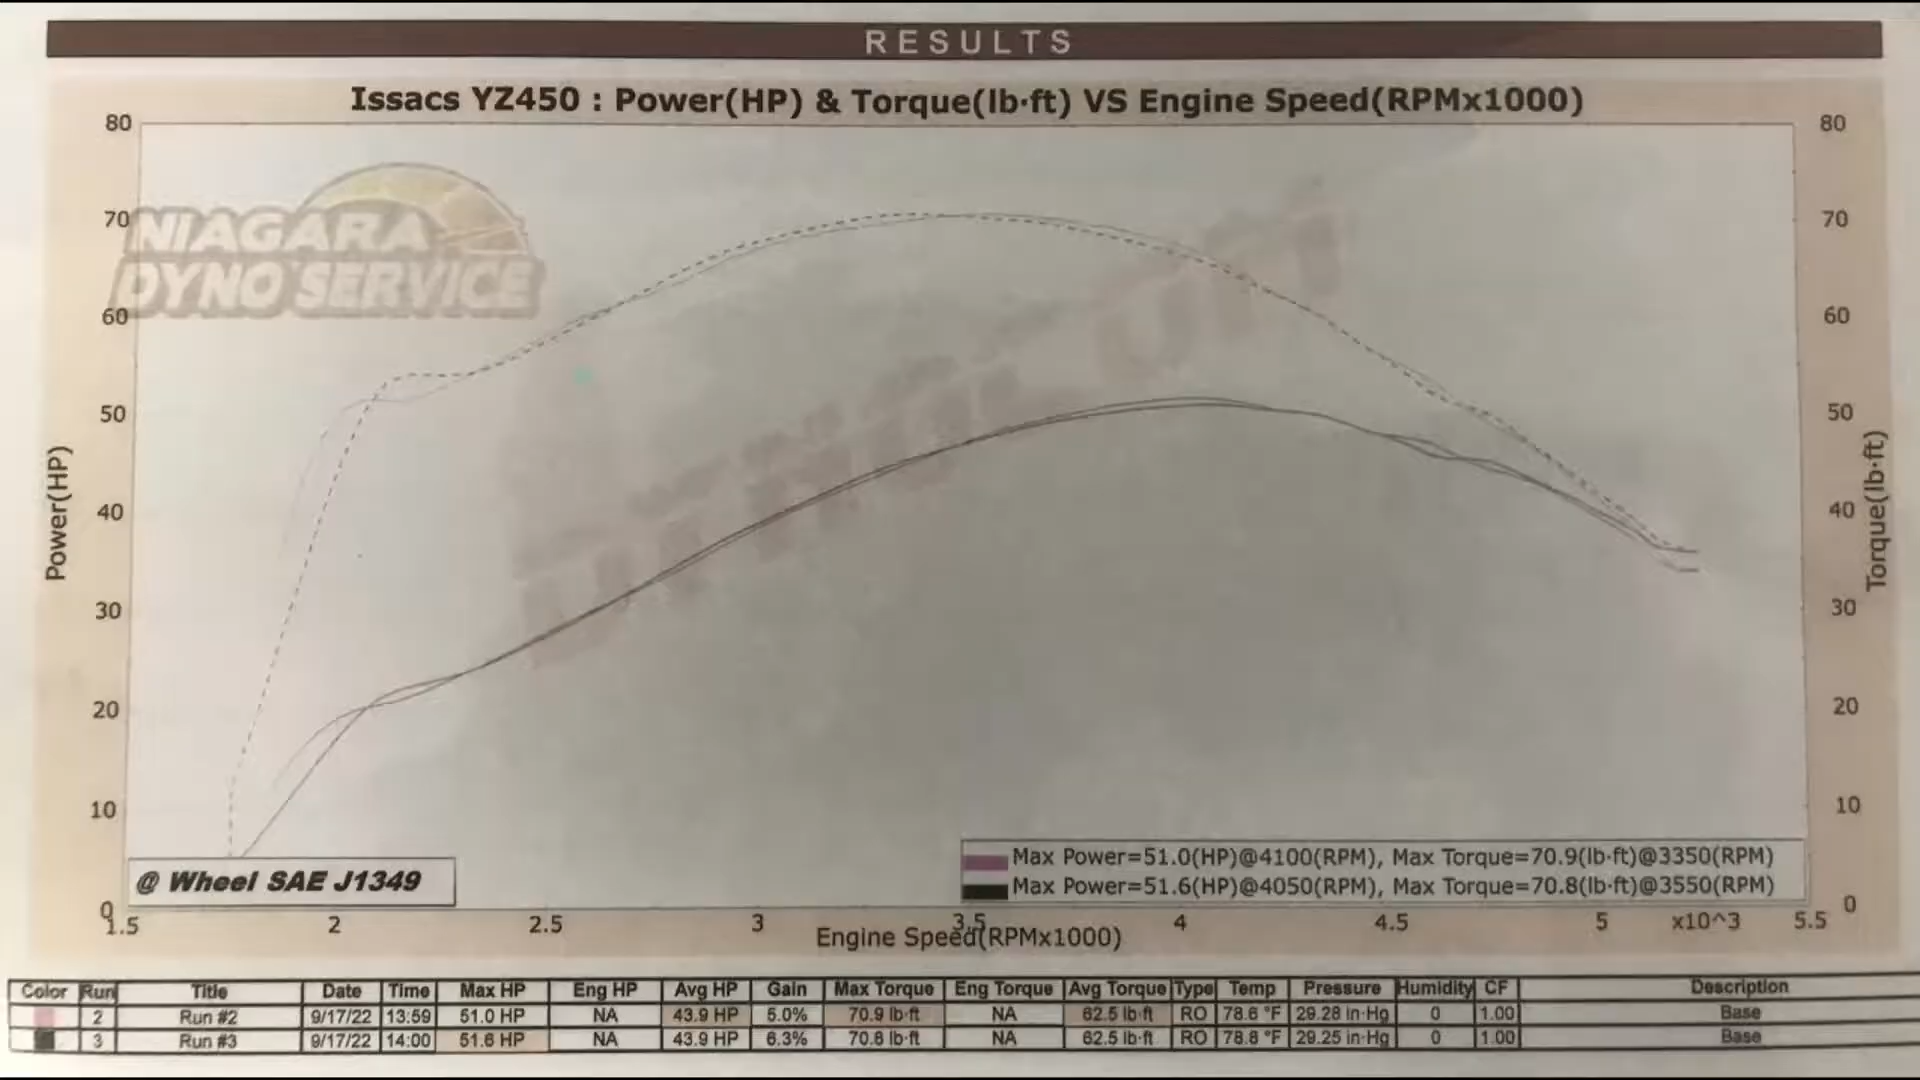 RESULTS
Issacs YZ450 : Power(HP) & Torque(lb·ft) VS Engine Speed(RPMx1000)
80
70
60
50
40
30
20
10
0
Power(HP)
NIAGARA
DYNO SERVICE
80
70
60
50
40
30
20
10
0
Torque(lb·ft)
@ Wheel SAE J1349
Max Power=51.0(HP)@4100(RPM), Max Torque=70.9(lb·ft)@3350(RPM)
Max Power=51.6(HP)@4050(RPM), Max Torque=70.8(lb·ft)@3550(RPM)
1.5 2 2.5 3 3.5 4 4.5 5 x10^3 5.5
Engine Speed(RPMx1000)
Color Run Title Date Time Max HP Eng HP Avg HP Gain Max Torque Eng Torque Avg Torque Type Temp Pressure Humidity CF Description
2 Run #2 9/17/22 13:59 51.0 HP NA 43.9 HP 5.0% 70.9 lb·ft NA 62.5 lb·ft RO 78.6 °F 29.28 in·Hg 0 1.00 Base
3 Run #3 9/17/22 14:00 51.6 HP NA 43.9 HP 6.3% 70.8 lb·ft NA 62.5 lb·ft RO 78.8 °F 29.25 in·Hg 0 1.00 Base